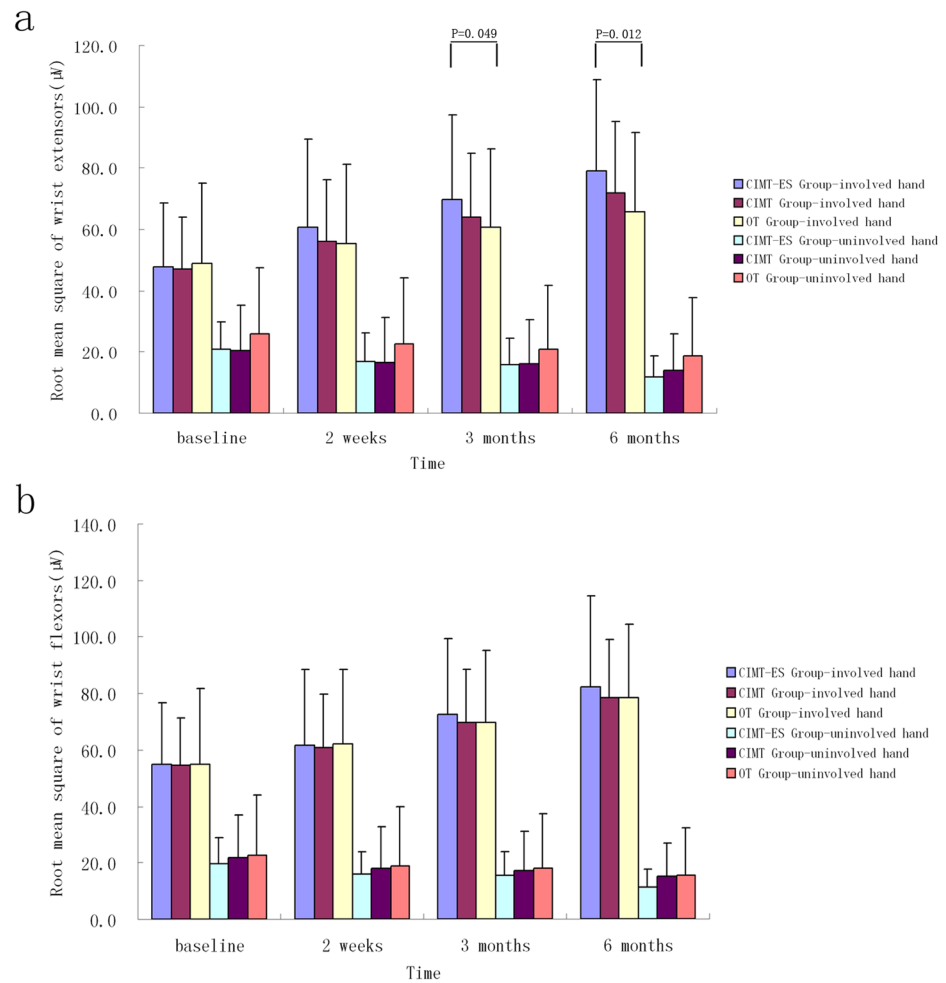 a
Root mean square of wrist extensors(μV)
120.0
100.0
80.0
60.0
40.0
20.0
0.0
P=0.049
P=0.012
baseline
2 weeks
3 months
6 months
Time
CIMT-ES Group-involved hand
CIMT Group-involved hand
OT Group-involved hand
CIMT-ES Group-uninvolved hand
CIMT Group-uninvolved hand
OT Group-uninvolved hand
b
Root mean square of wrist flexors(μV)
140.0
120.0
100.0
80.0
60.0
40.0
20.0
0.0
baseline
2 weeks
3 months
6 months
Time
CIMT-ES Group-involved hand
CIMT Group-involved hand
OT Group-involved hand
CIMT-ES Group-uninvolved hand
CIMT Group-uninvolved hand
OT Group-uninvolved hand